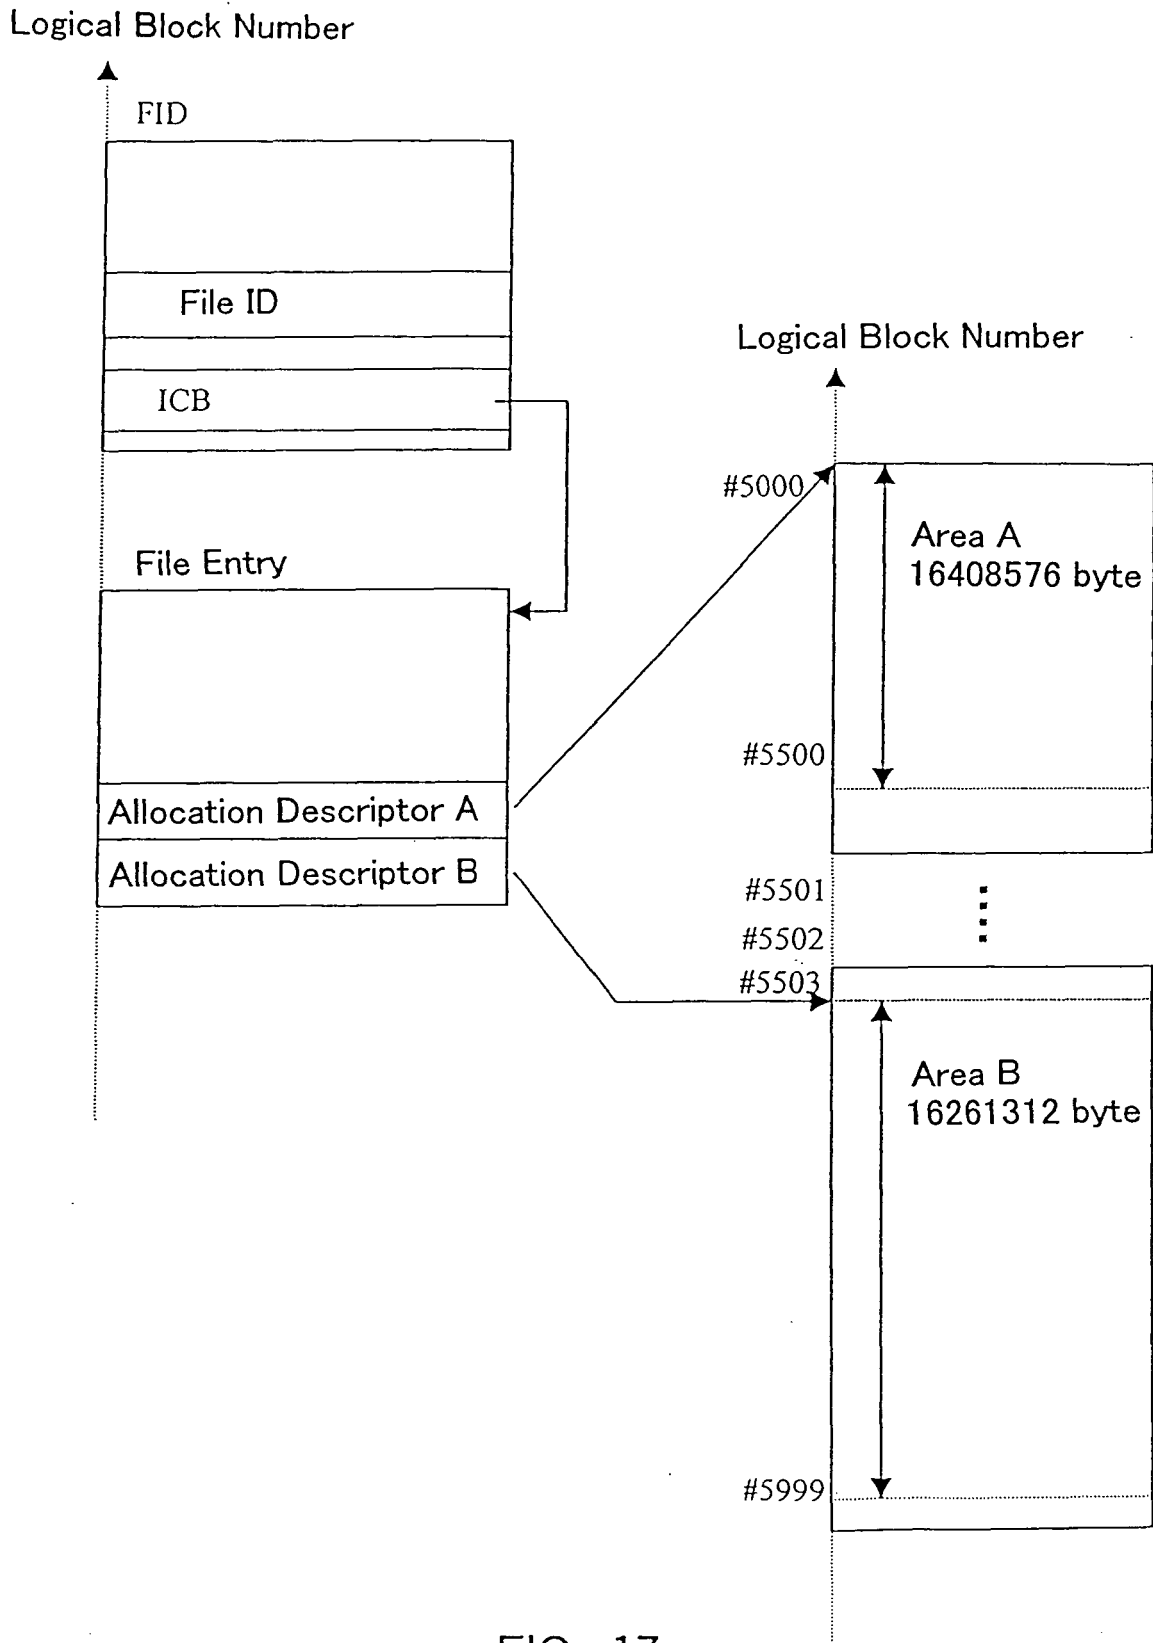 Logical Block Number
FID
File ID
ICB
File Entry
Allocation Descriptor A
Allocation Descriptor B
Logical Block Number
#5000
Area A
16408576 byte
#5500
#5501
#5502
#5503
Area B
16261312 byte
#5999